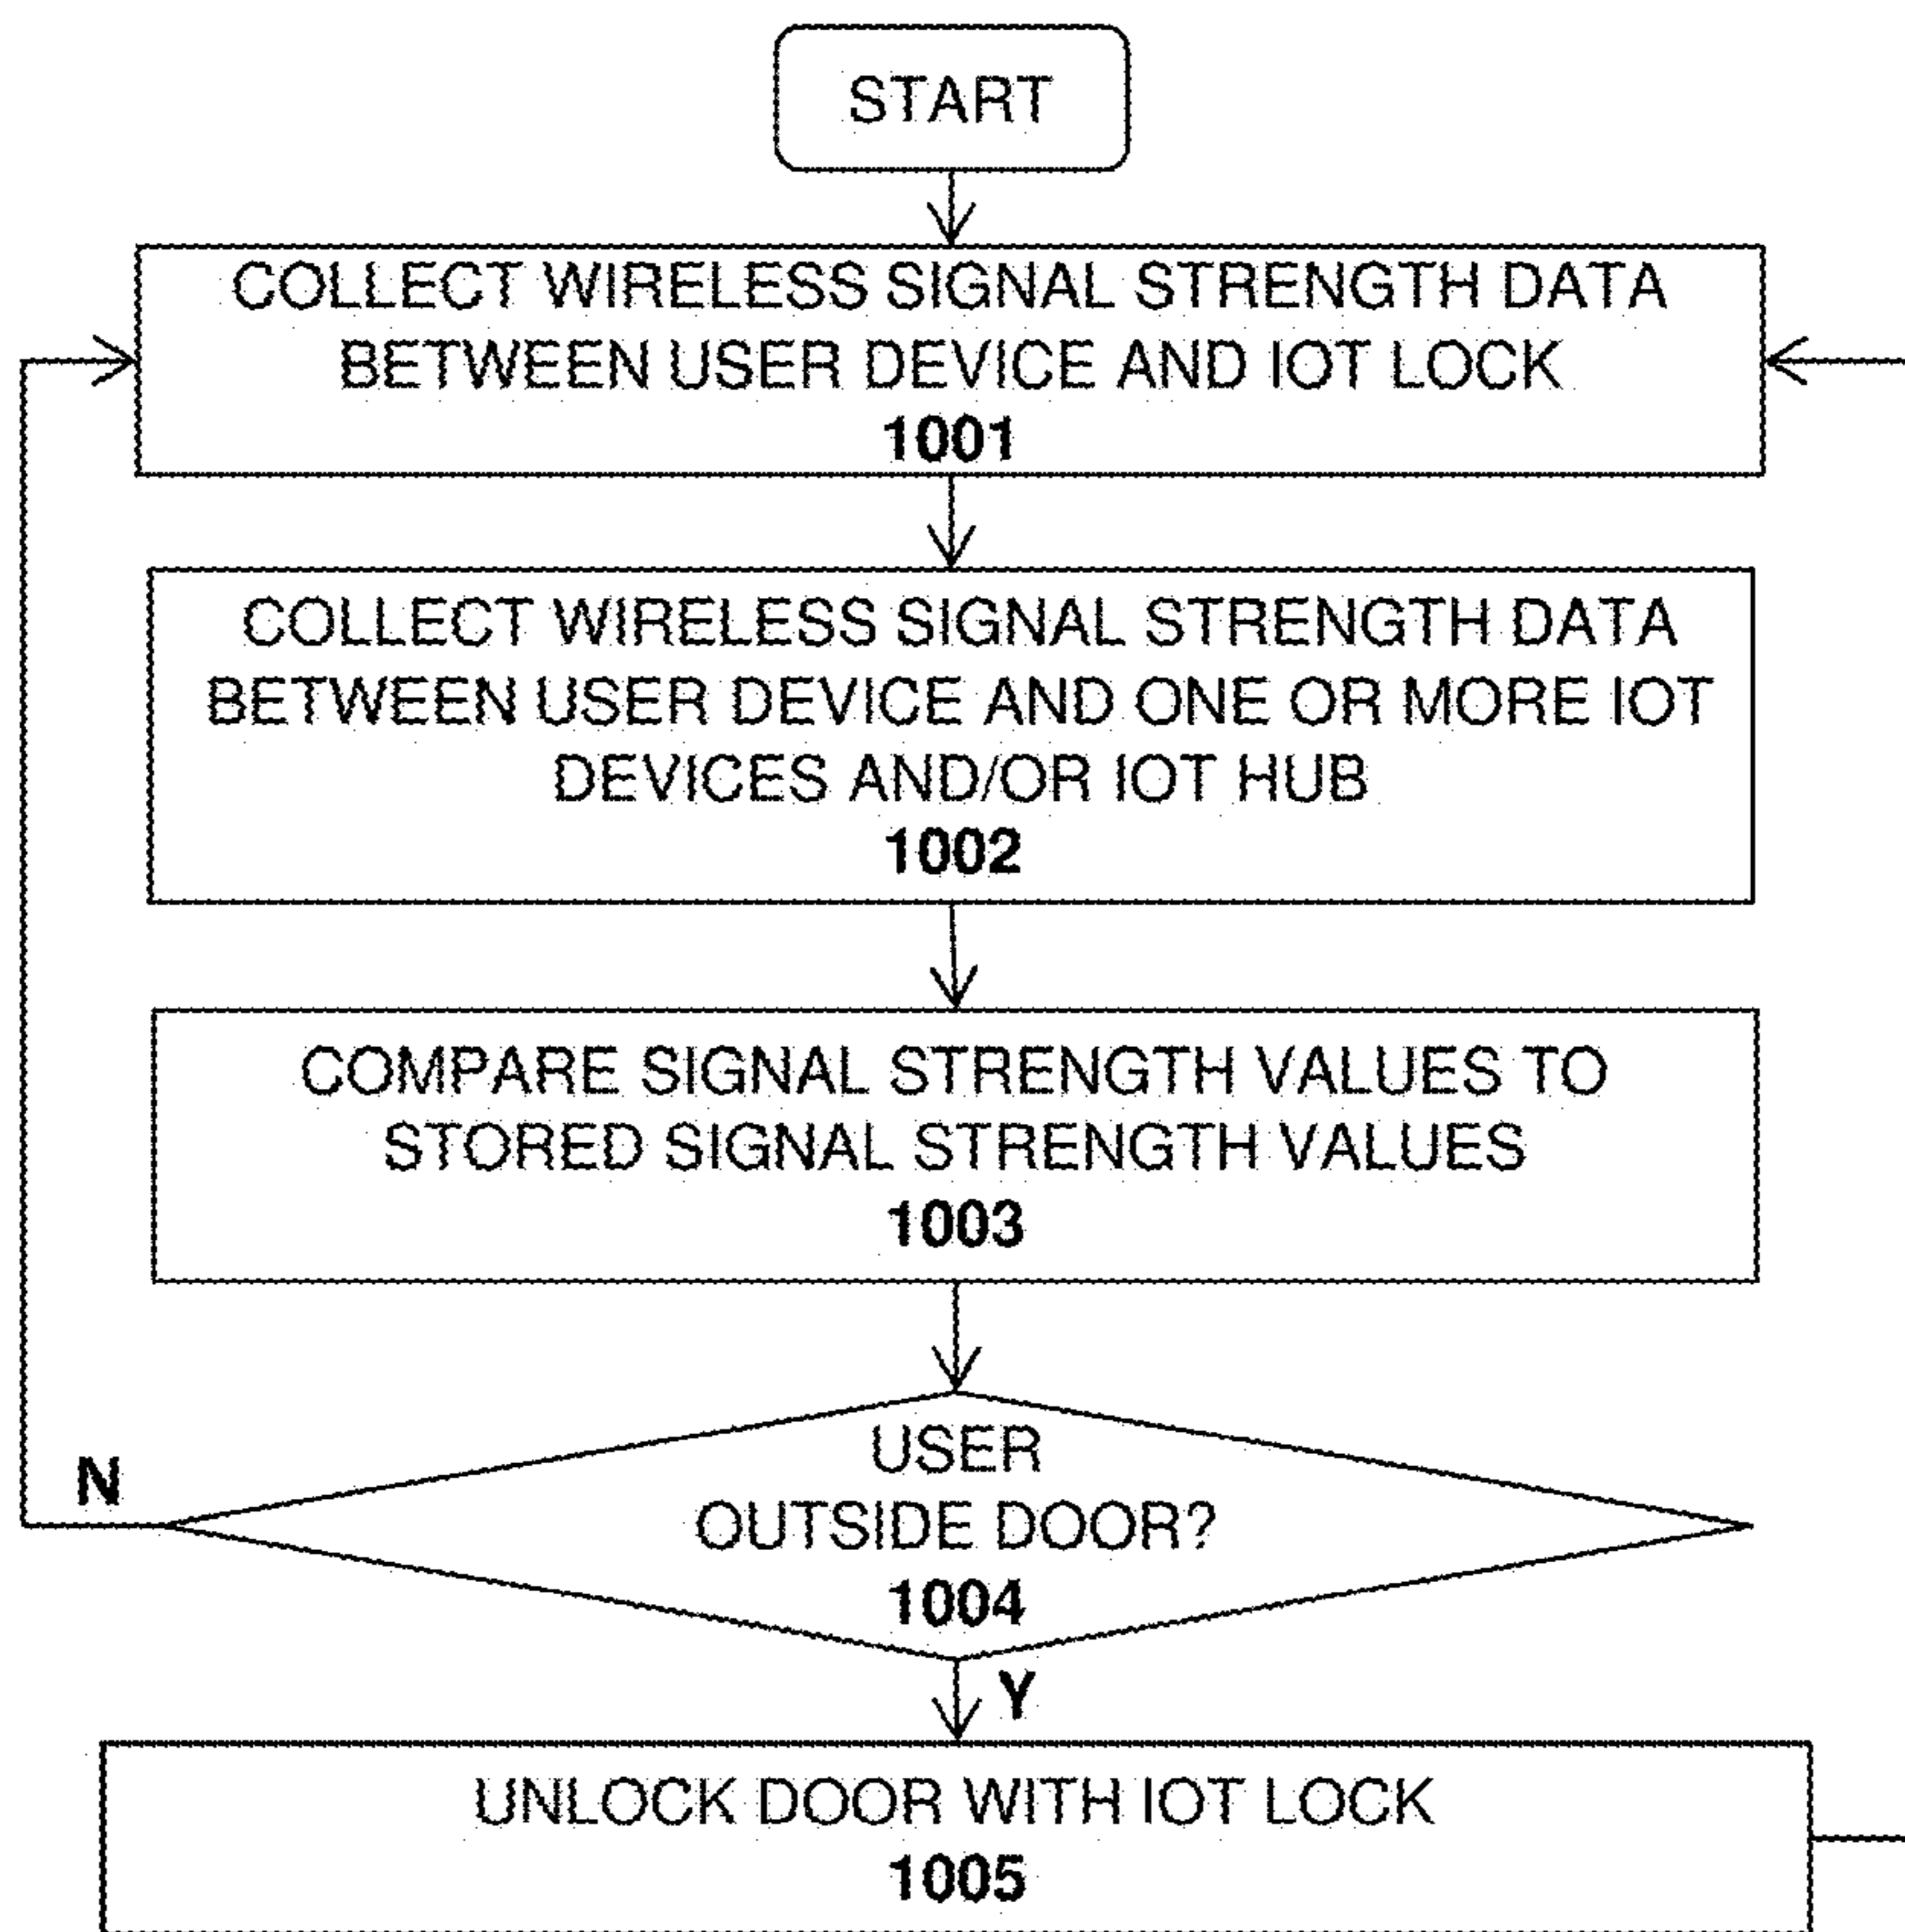 START
COLLECT WIRELESS SIGNAL STRENGTH DATA
BETWEEN USER DEVICE AND IOT LOCK
1001
COLLECT WIRELESS SIGNAL STRENGTH DATA
BETWEEN USER DEVICE AND ONE OR MORE IOT
DEVICES AND/OR IOT HUB
1002
COMPARE SIGNAL STRENGTH VALUES TO
STORED SIGNAL STRENGTH VALUES
1003
USER
OUTSIDE DOOR?
1004
N
Y
UNLOCK DOOR WITH IOT LOCK
1005